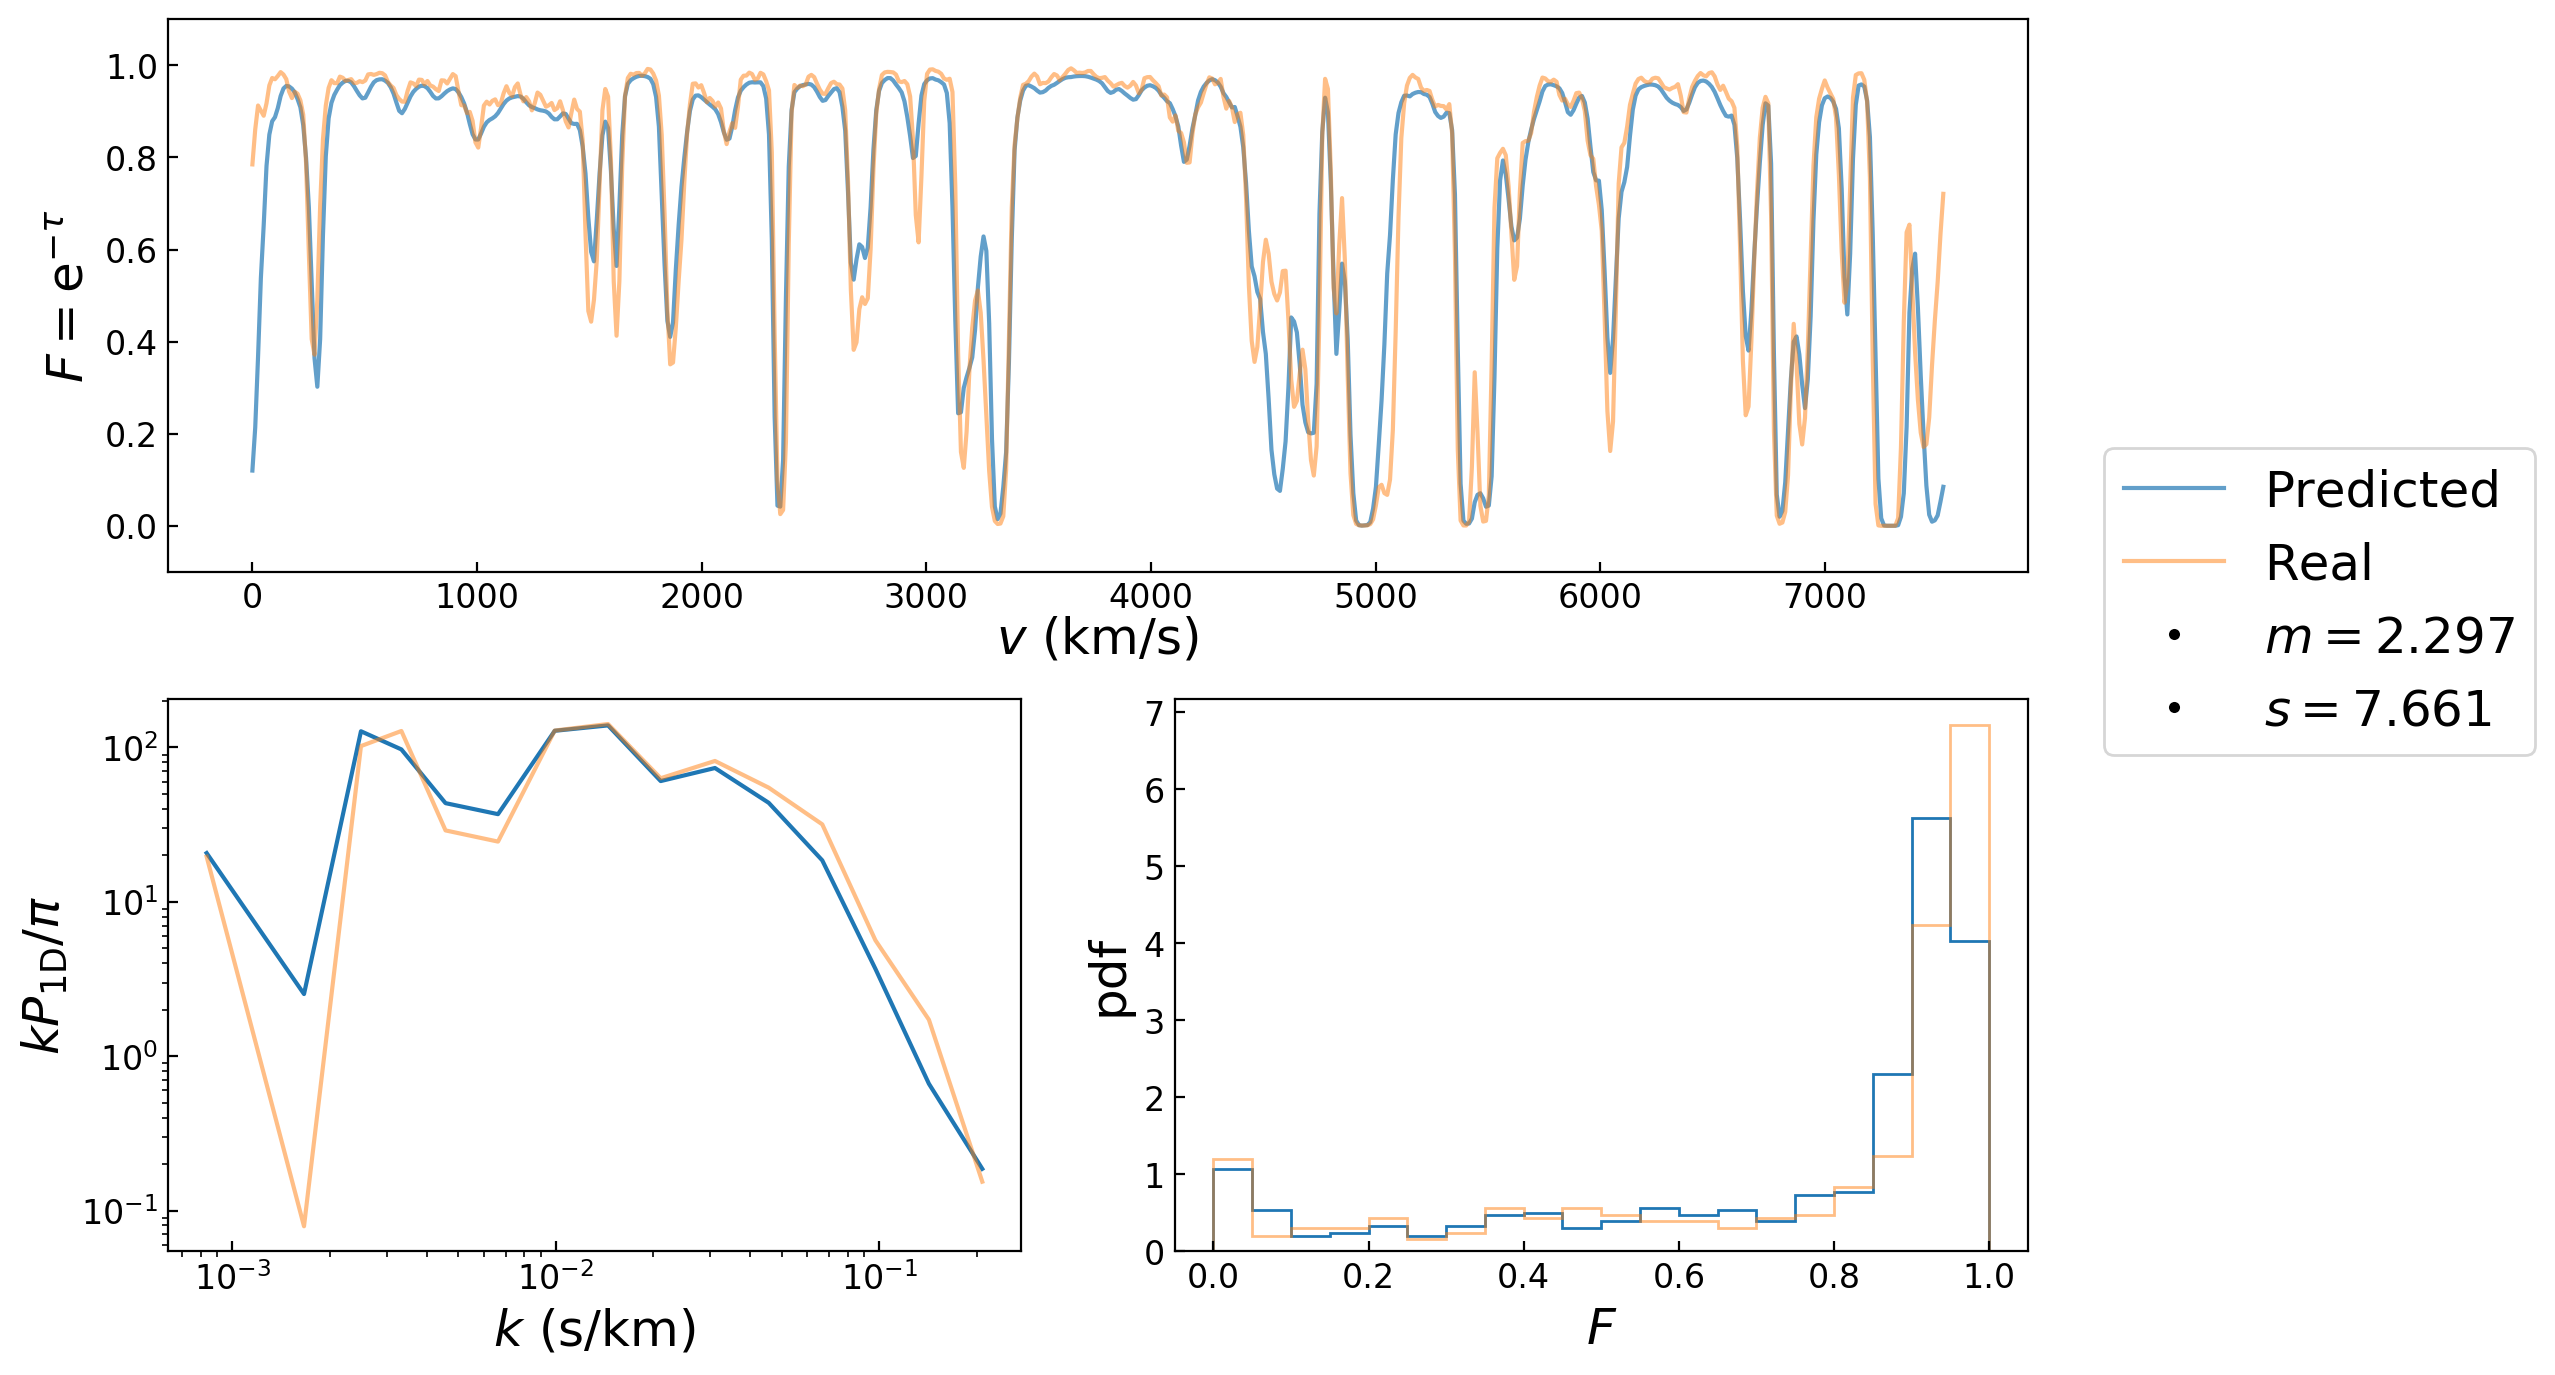 1.0
0.8
0.6
0.4
0.2
0.0
F = e^{−τ}
0 1000 2000 3000 4000 5000 6000 7000
v (km/s)
Predicted
Real
m = 2.297
s = 7.661
10^2
10^1
10^0
10^{−1}
kP_{1D}/π
10^{−3} 10^{−2} 10^{−1}
k (s/km)
7
6
5
4
3
2
1
0
pdf
0.0 0.2 0.4 0.6 0.8 1.0
F